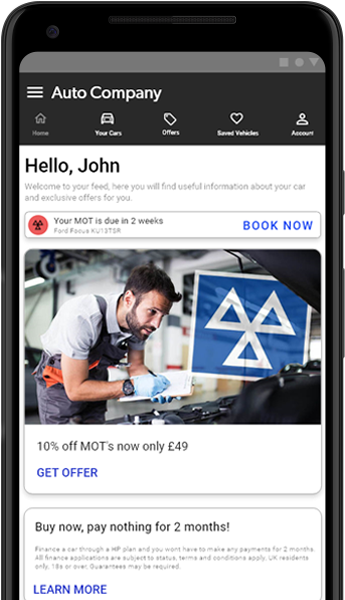 Auto Company
Home Your Cars Offers Saved Vehicles Account
Hello, John
Welcome to your feed, here you will find useful information about your car
and exclusive offers for you.
Your MOT is due in 2 weeks
Ford Focus KU13TSR
BOOK NOW
10% off MOT's now only £49
GET OFFER
Buy now, pay nothing for 2 months!
Finance a car through a HP plan and you wont have to make any payments for 2 months.
All finance applications are subject to status, terms and conditions apply. UK residents
only, 18s or over. Guarantees may be required.
LEARN MORE